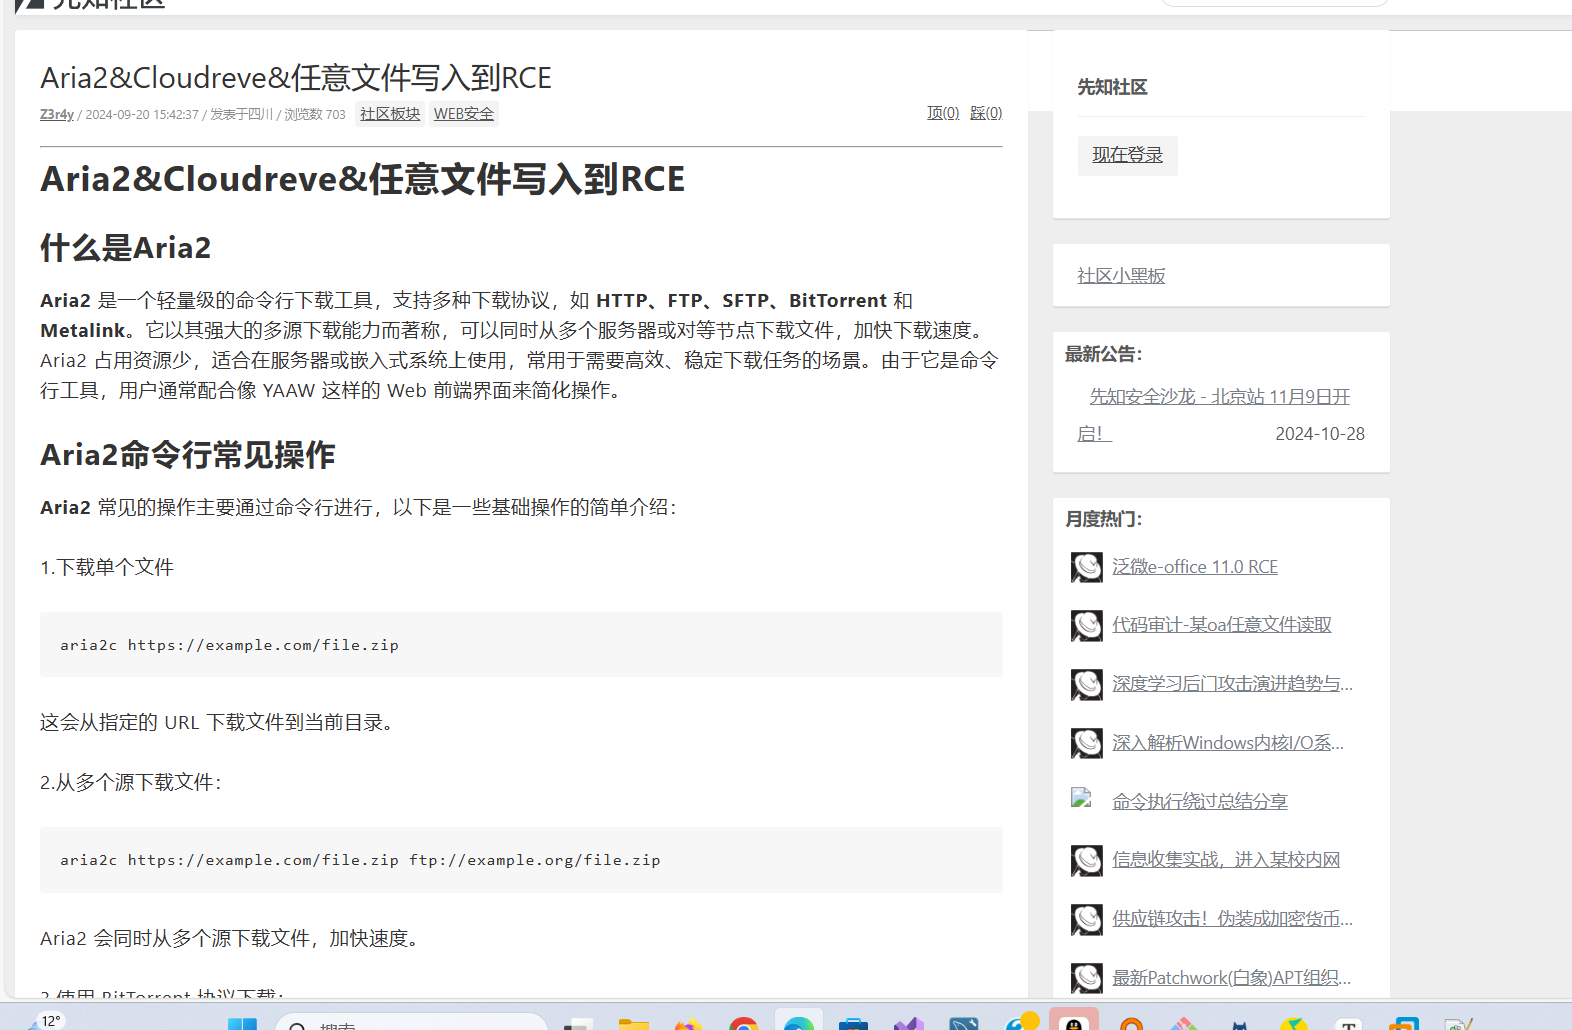 先知社区
Aria2&Cloudreve&任意文件写入到RCE
Z3r4y / 2024-09-20 15:42:37 / 发表于四川 / 浏览数 703 社区板块 WEB安全 顶(0) 踩(0)
Aria2&Cloudreve&任意文件写入到RCE
什么是Aria2
Aria2 是一个轻量级的命令行下载工具，支持多种下载协议，如 HTTP、FTP、SFTP、BitTorrent 和
Metalink。它以其强大的多源下载能力而著称，可以同时从多个服务器或对等节点下载文件，加快下载速度。
Aria2 占用资源少，适合在服务器或嵌入式系统上使用，常用于需要高效、稳定下载任务的场景。由于它是命令
行工具，用户通常配合像 YAAW 这样的 Web 前端界面来简化操作。
Aria2命令行常见操作
Aria2 常见的操作主要通过命令行进行，以下是一些基础操作的简单介绍：
1.下载单个文件
aria2c https://example.com/file.zip
这会从指定的 URL 下载文件到当前目录。
2.从多个源下载文件：
aria2c https://example.com/file.zip ftp://example.org/file.zip
Aria2 会同时从多个源下载文件，加快速度。
3.使用 BitTorrent 协议下载：
先知社区
现在登录
社区小黑板
最新公告：
先知安全沙龙 - 北京站 11月9日开
启！ 2024-10-28
月度热门：
泛微e-office 11.0 RCE
代码审计-某oa任意文件读取
深度学习后门攻击演进趋势与...
深入解析Windows内核I/O系...
命令执行绕过总结分享
信息收集实战，进入某校内网
供应链攻击！伪装成加密货币...
最新Patchwork(白象)APT组织...
12°
搜索